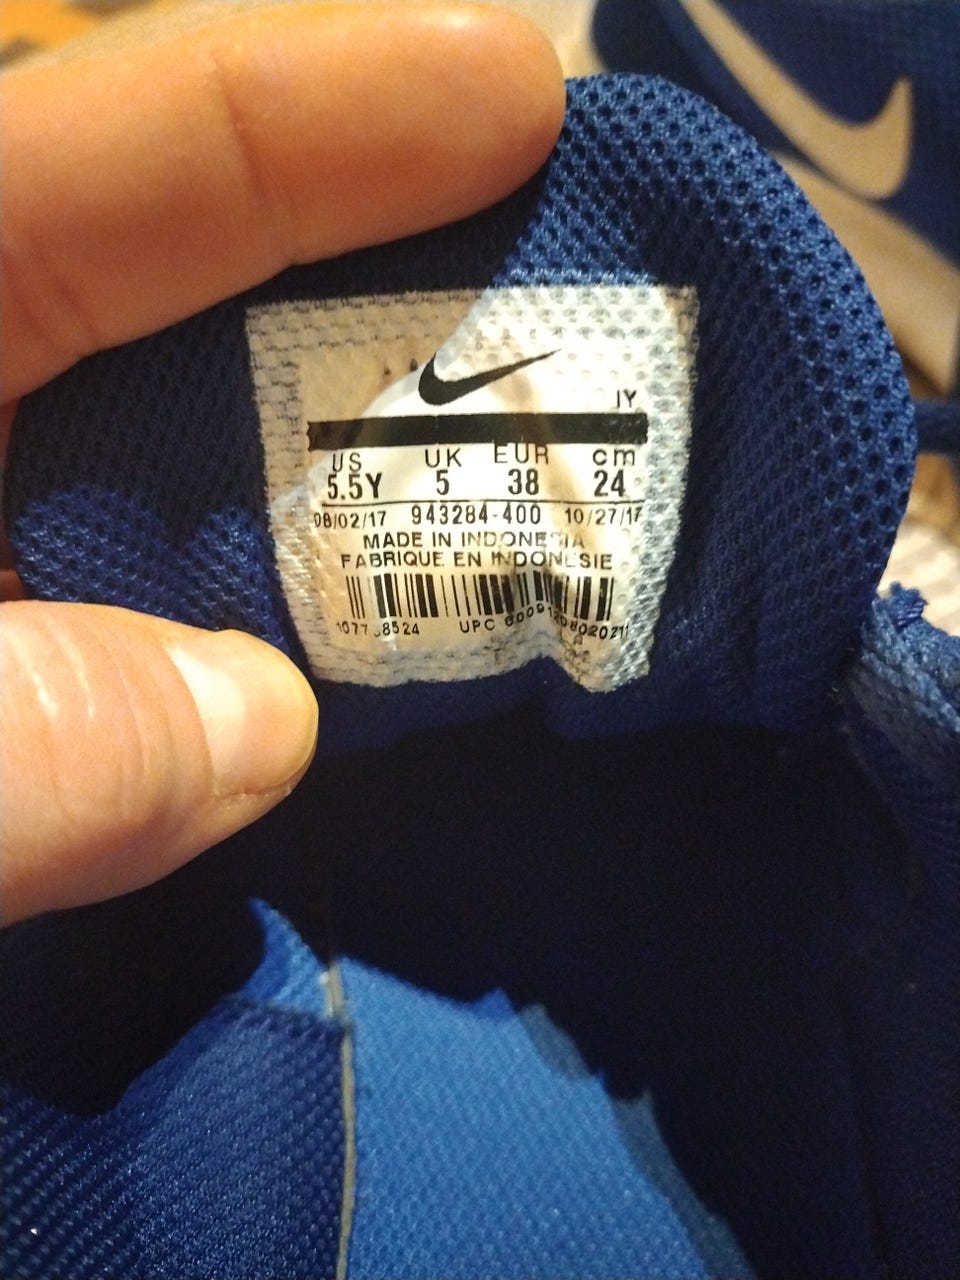 IY
US UK EUR cm
5.5Y 5 38 24
08/02/17 943284-400 10/27/17
MADE IN INDONESIA
FABRIQUE EN INDONESIE
UPC